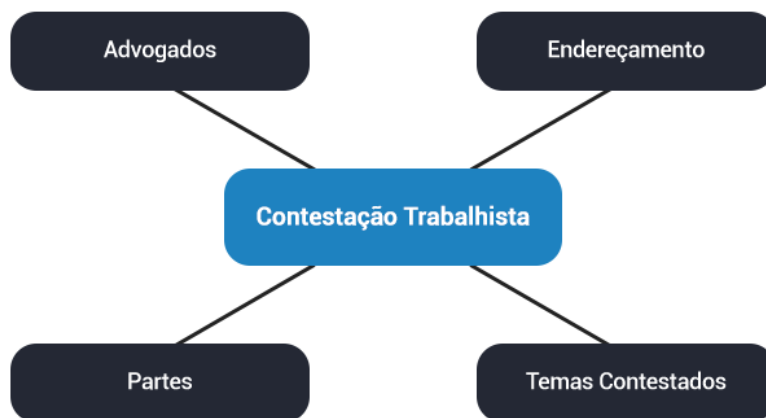 Advogados
Endereçamento
Contestação Trabalhista
Partes
Temas Contestados